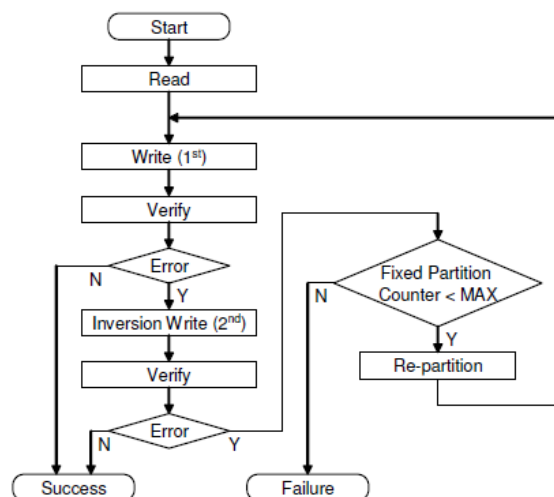 Start
Read
Write (1st)
Verify
Error
N
Y
Inversion Write (2nd)
Verify
Error
N
Y
Success
Fixed Partition
Counter < MAX
N
Y
Re-partition
Failure